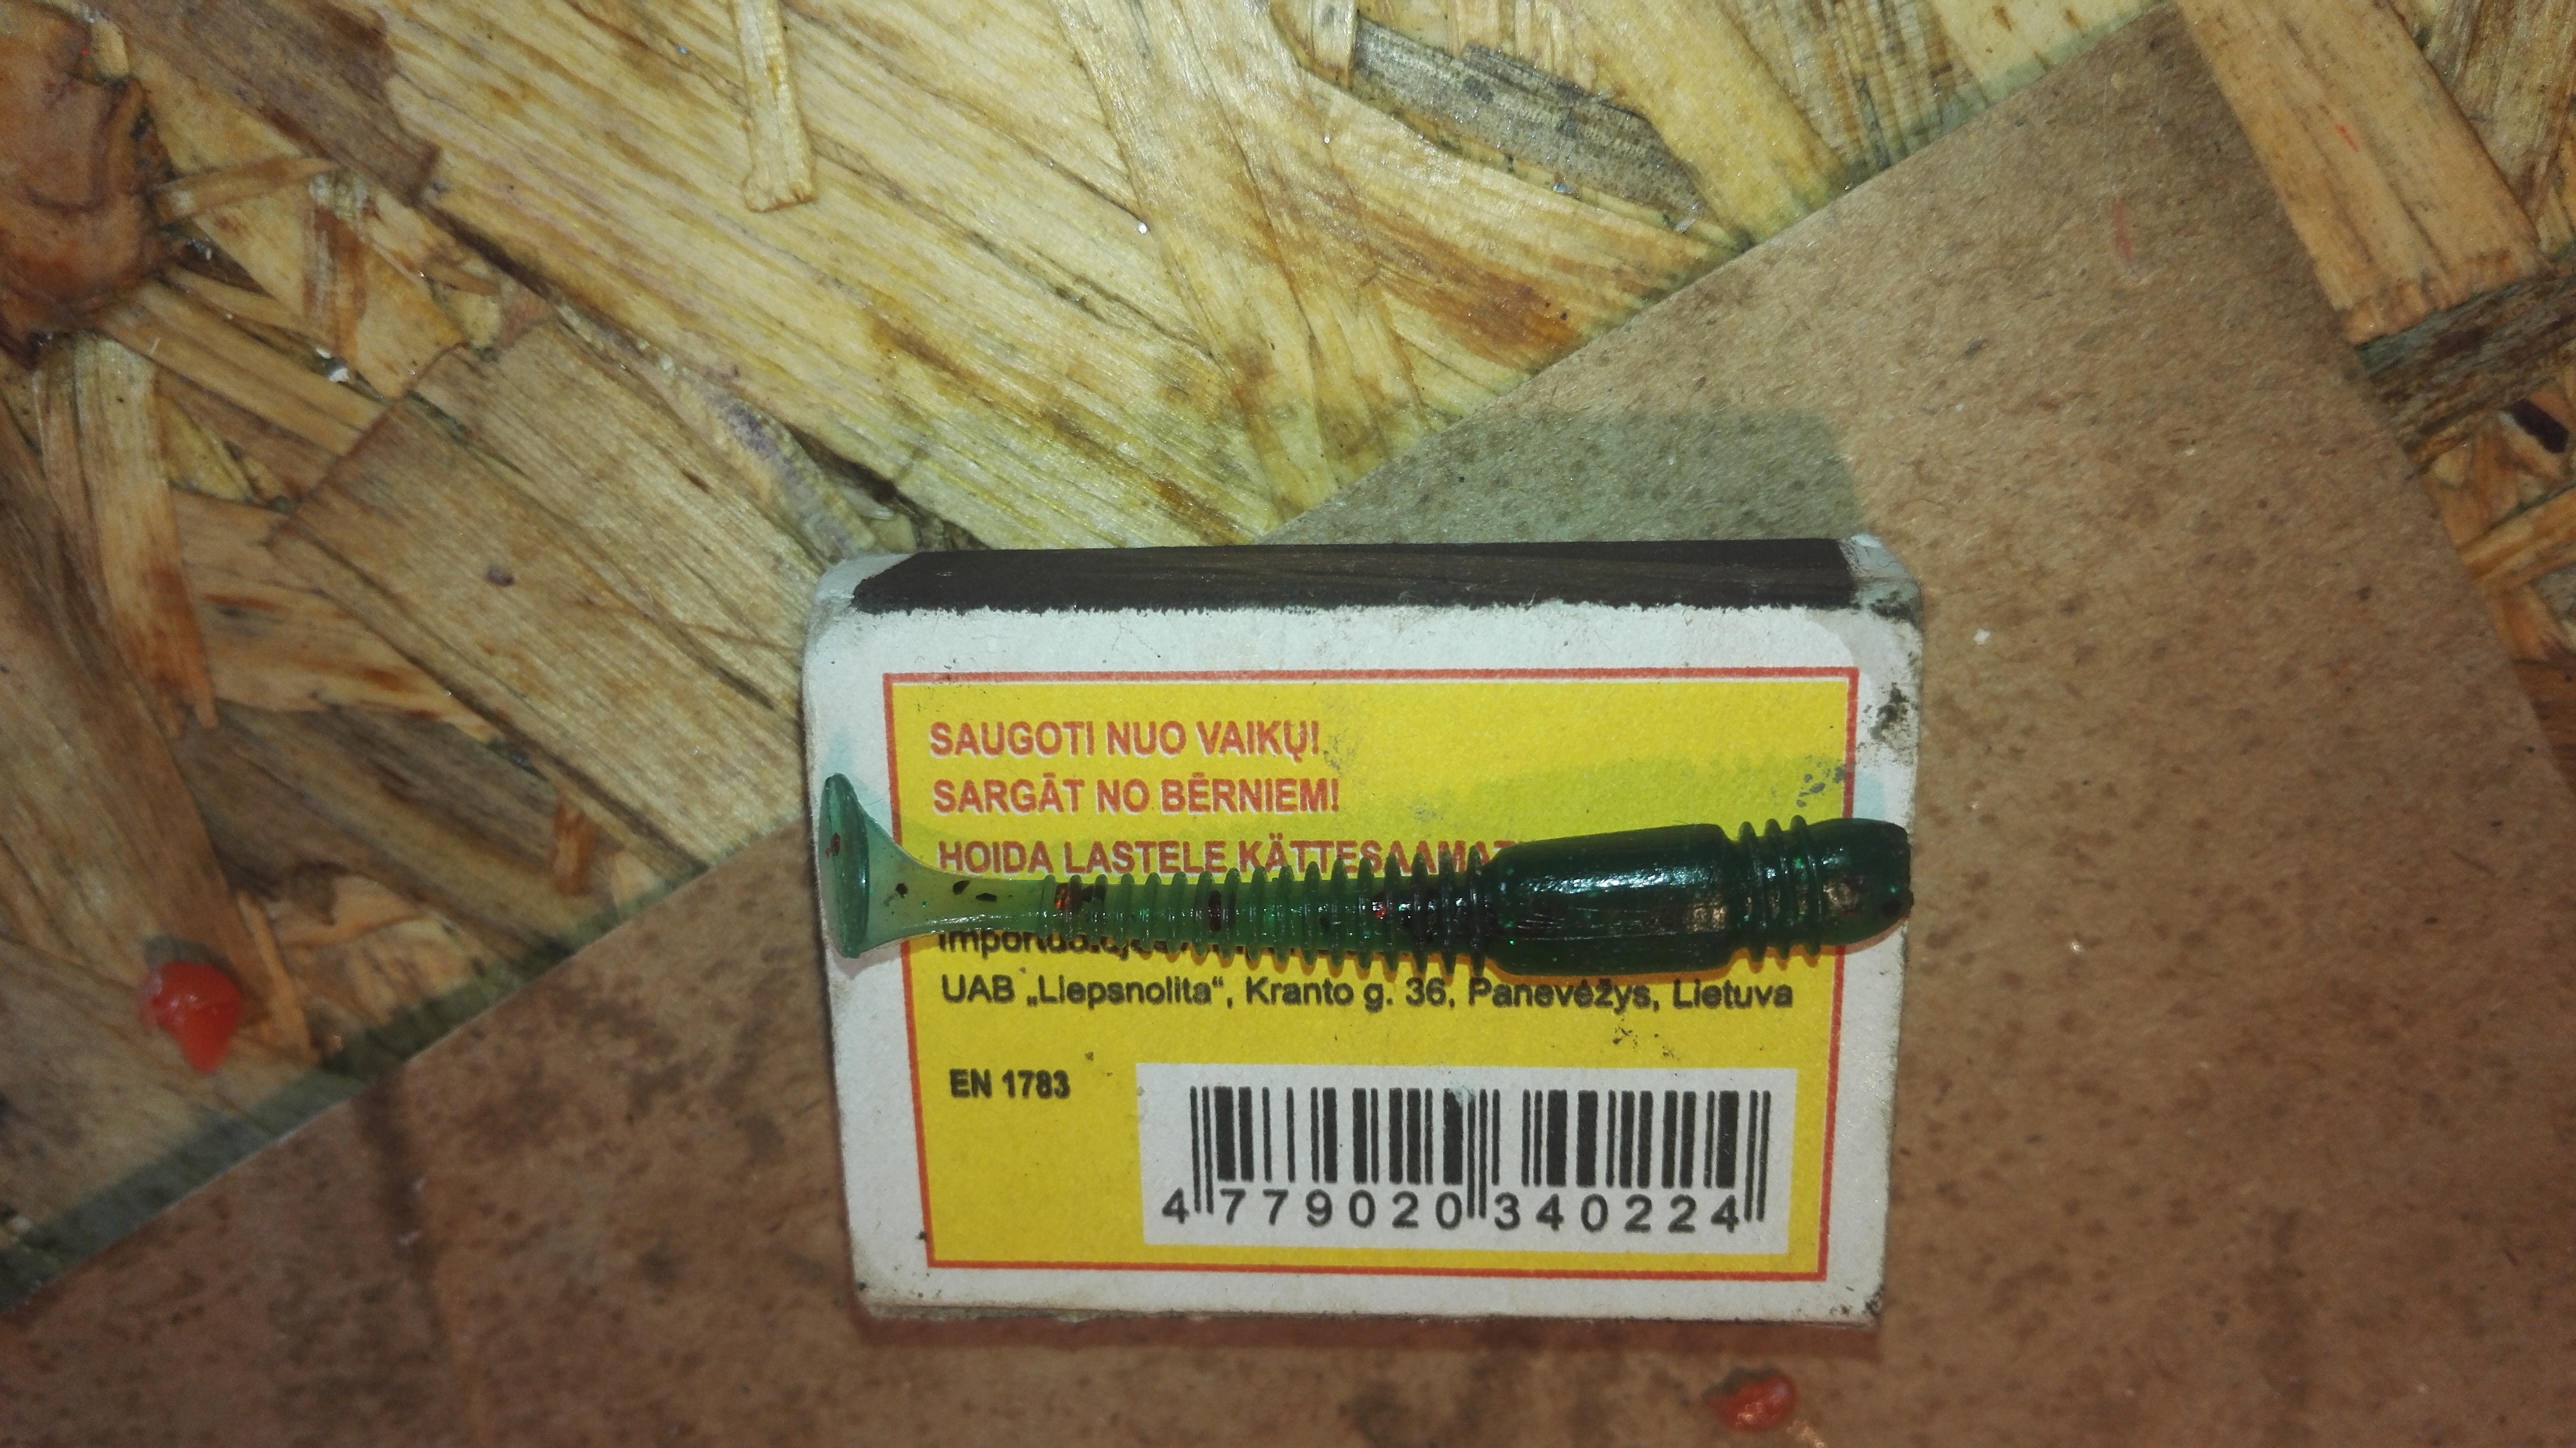 SAUGOTI NUO VAIKŲ!
SARGĀT NO BĒRNIEM!
HOIDA LASTELE
UAB „Liepsnolita“, Kranto g. 36, Panevėžys, Lietuva
EN 1783
4 779020 340224